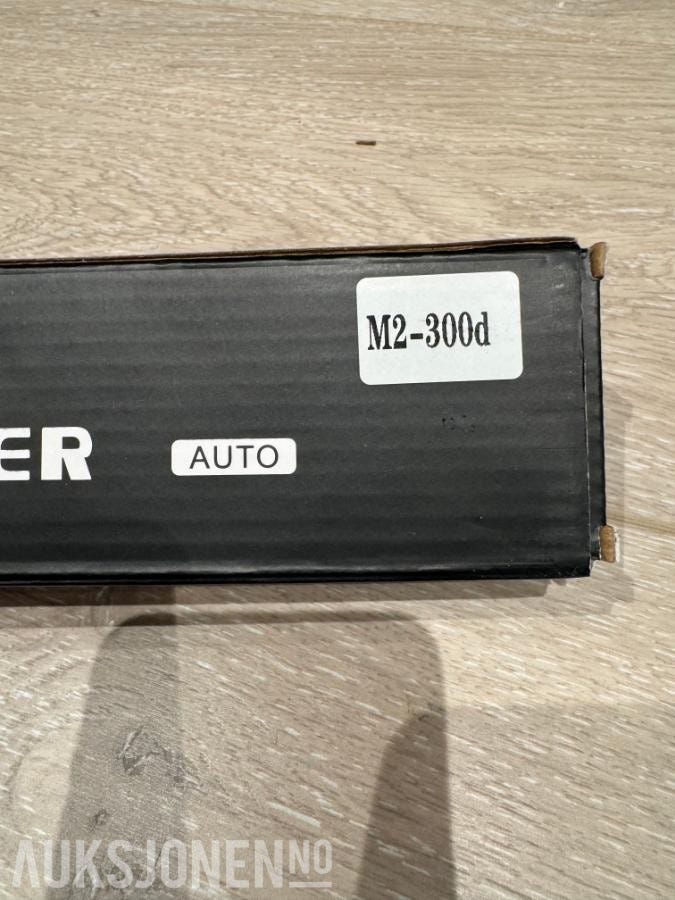 M2-300d
ER
AUTO
AUKSJONEN.NO